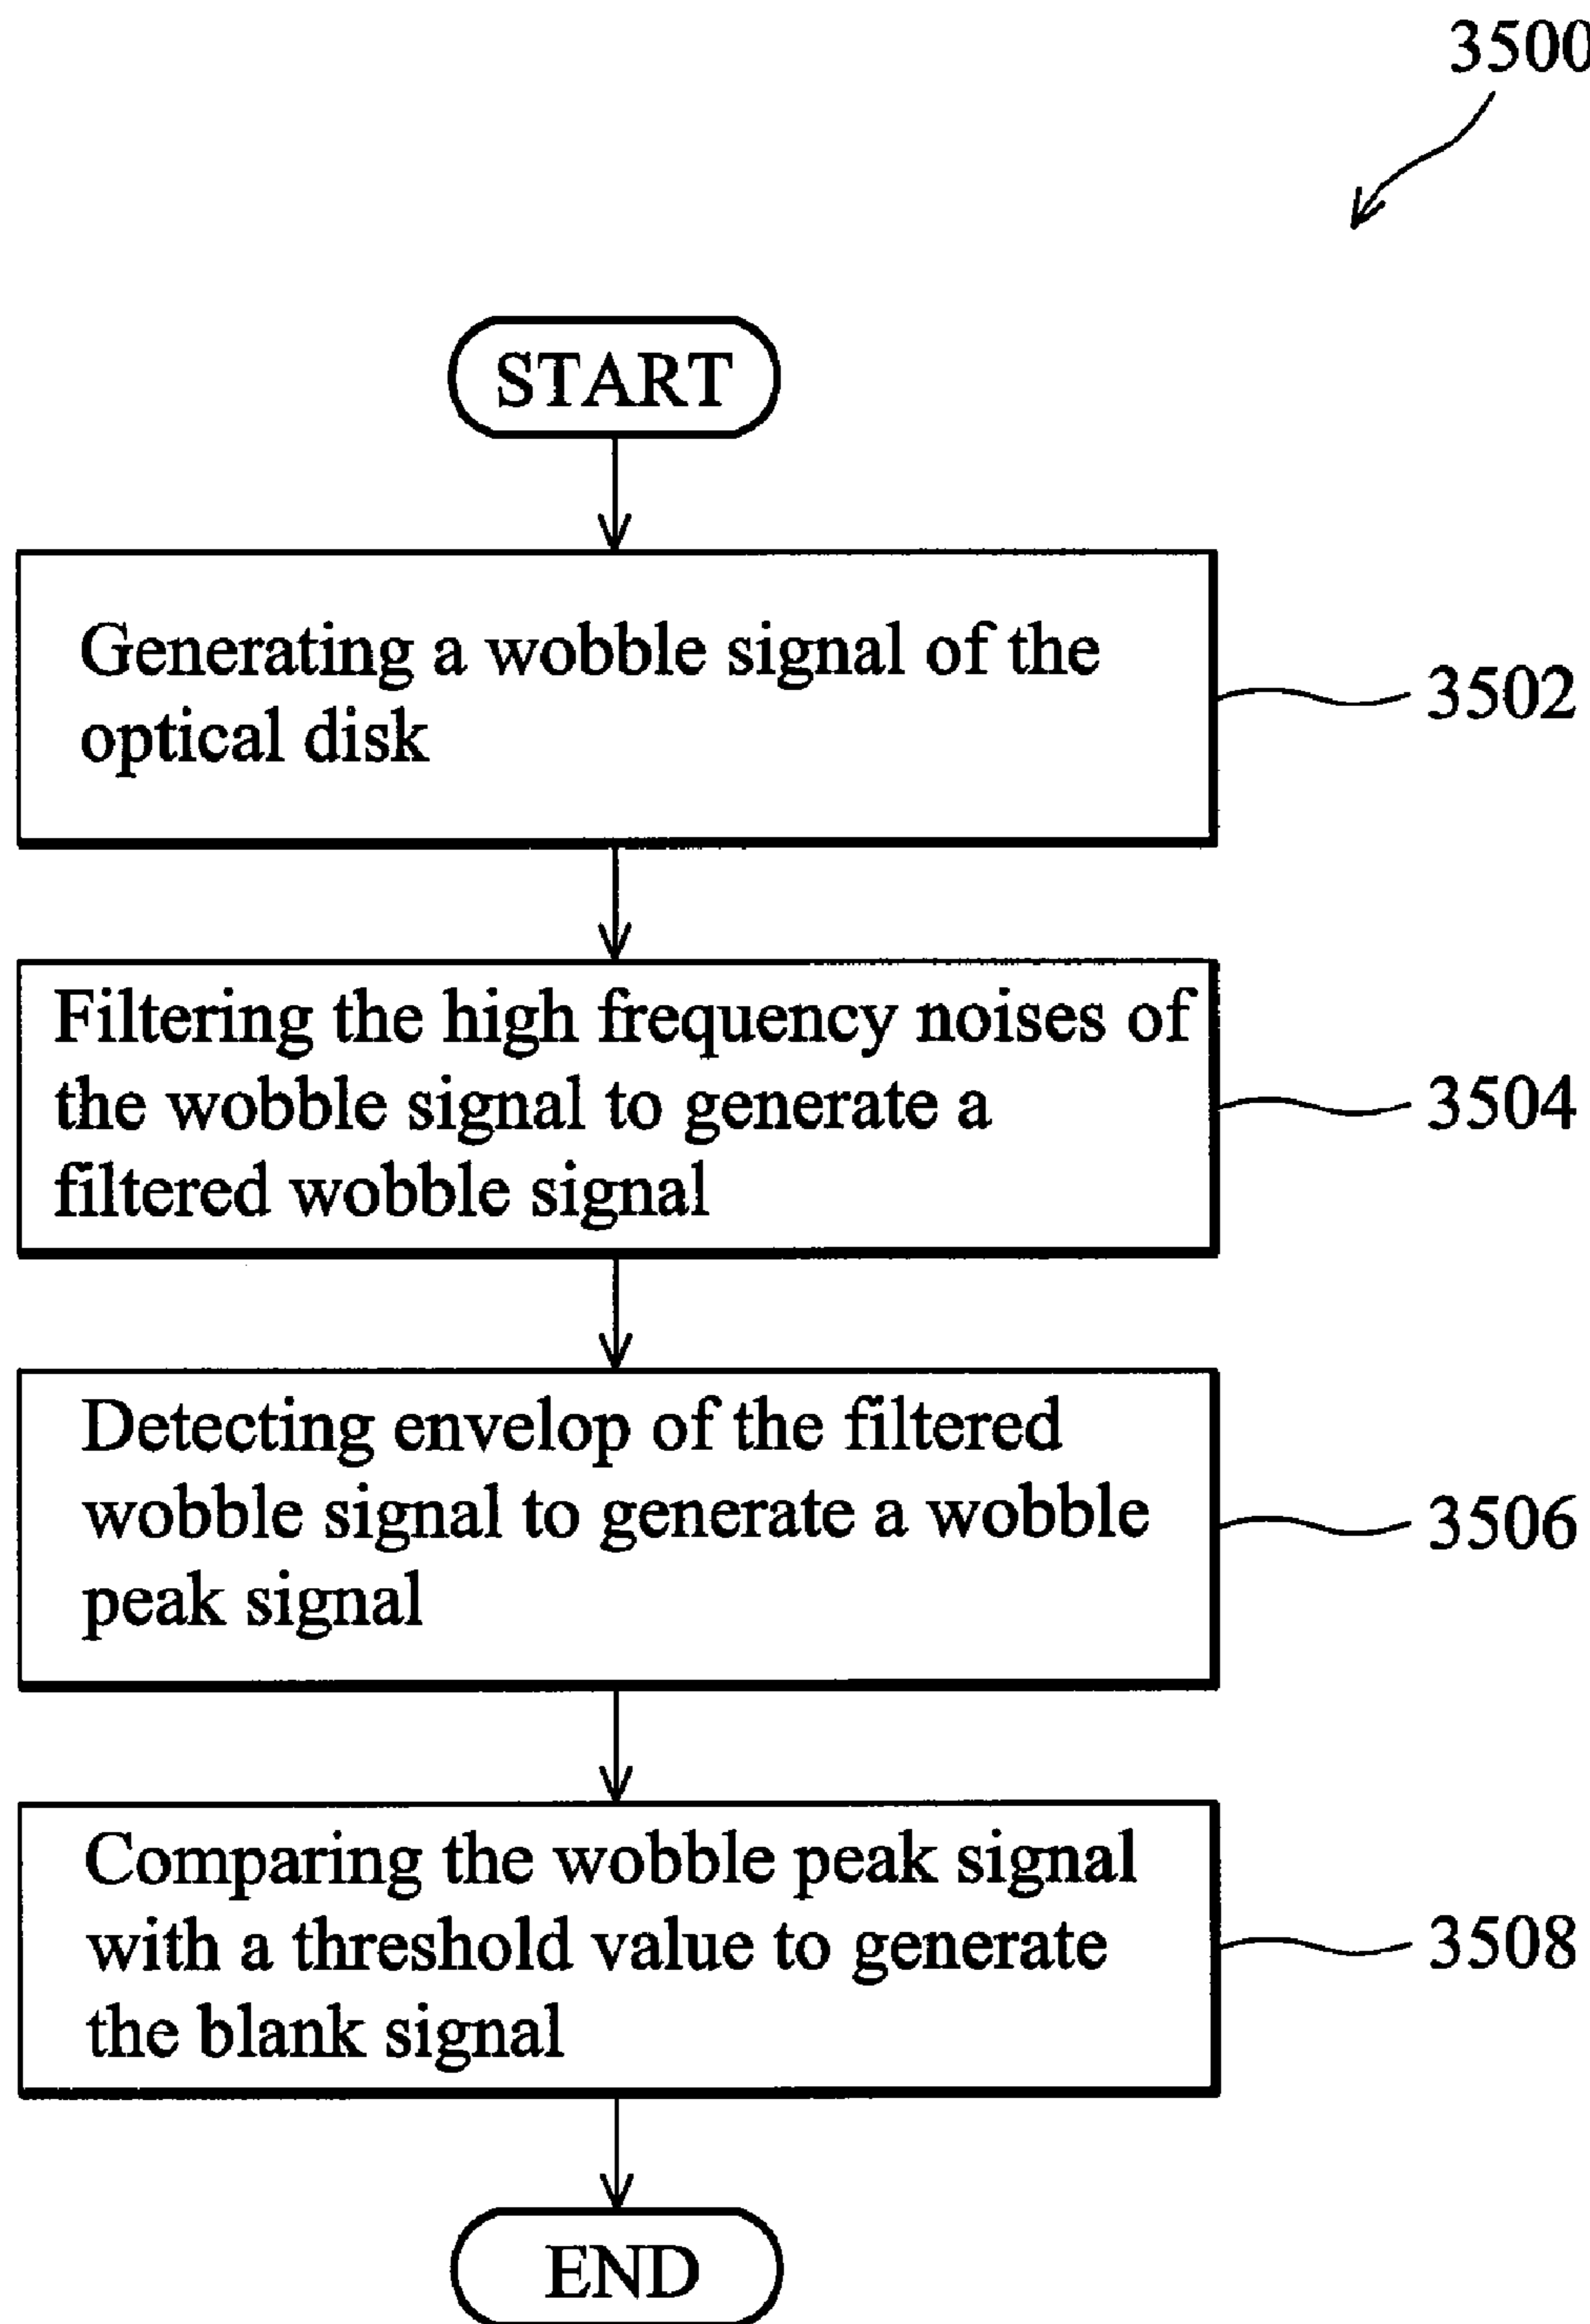 3500
START
Generating a wobble signal of the
optical disk
3502
Filtering the high frequency noises of
the wobble signal to generate a
filtered wobble signal
3504
Detecting envelop of the filtered
wobble signal to generate a wobble
peak signal
3506
Comparing the wobble peak signal
with a threshold value to generate
the blank signal
3508
END